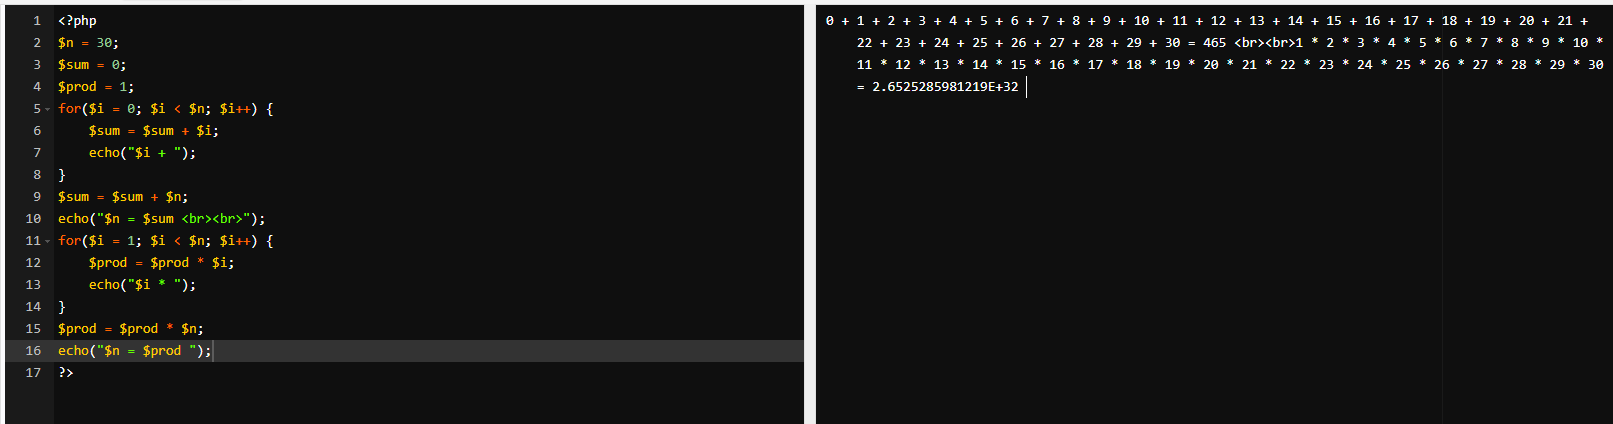 1 <?php
2 $n = 30;
3 $sum = 0;
4 $prod = 1;
5 for($i = 0; $i < $n; $i++) {
6     $sum = $sum + $i;
7     echo("$i + ");
8 }
9 $sum = $sum + $n;
10 echo("$n = $sum <br><br>");
11 for($i = 1; $i < $n; $i++) {
12     $prod = $prod * $i;
13     echo("$i * ");
14 }
15 $prod = $prod * $n;
16 echo("$n = $prod ");
17 ?>
0 + 1 + 2 + 3 + 4 + 5 + 6 + 7 + 8 + 9 + 10 + 11 + 12 + 13 + 14 + 15 + 16 + 17 + 18 + 19 + 20 + 21 +
22 + 23 + 24 + 25 + 26 + 27 + 28 + 29 + 30 = 465 <br><br>1 * 2 * 3 * 4 * 5 * 6 * 7 * 8 * 9 * 10 *
11 * 12 * 13 * 14 * 15 * 16 * 17 * 18 * 19 * 20 * 21 * 22 * 23 * 24 * 25 * 26 * 27 * 28 * 29 * 30
= 2.6525285981219E+32